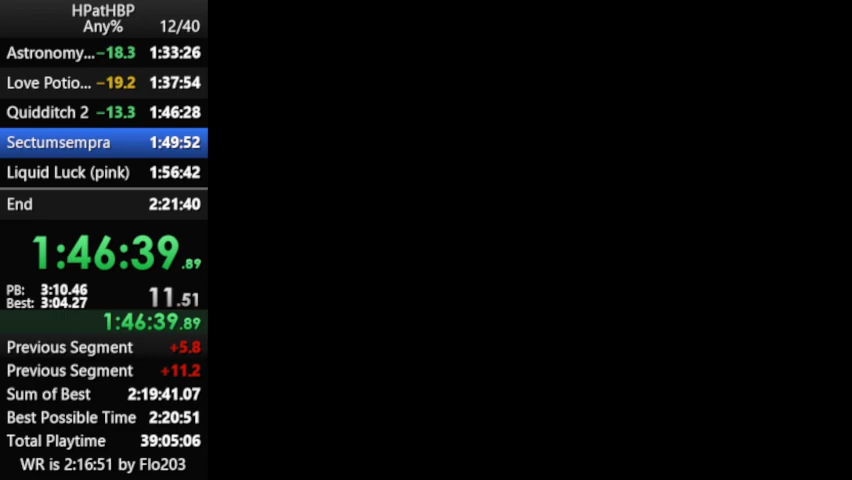 HPatHBP
Any% 12/40
Astronomy... −18.3 1:33:26
Love Potio... −19.2 1:37:54
Quidditch 2 −13.3 1:46:28
Sectumsempra 1:49:52
Liquid Luck (pink) 1:56:42
End 2:21:40
1:46:39.89
PB: 3:10.46
Best: 3:04.27
11.51
1:46:39.89
Previous Segment +5.8
Previous Segment +11.2
Sum of Best 2:19:41.07
Best Possible Time 2:20:51
Total Playtime 39:05:06
WR is 2:16:51 by Flo203